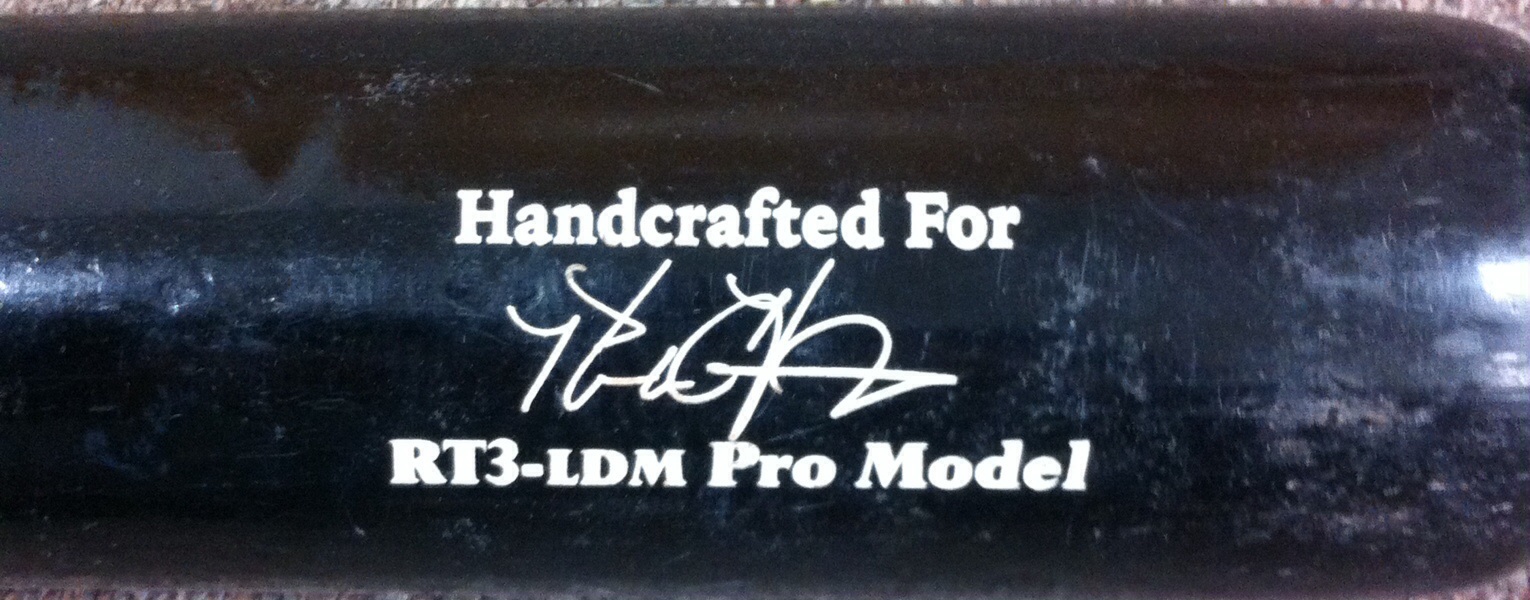 Handcrafted For
RT3-LDM Pro Model